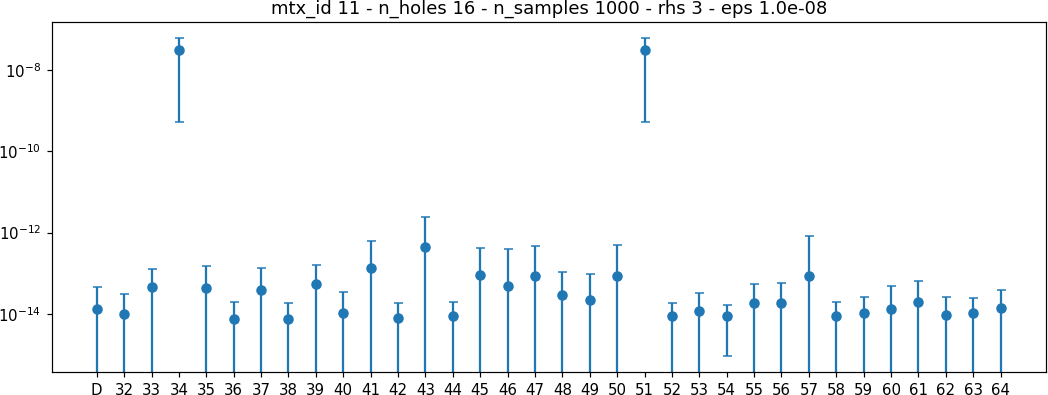 mtx_id 11 - n_holes 16 - n_samples 1000 - rhs 3 - eps 1.0e-08
10⁻⁸
10⁻¹⁰
10⁻¹²
10⁻¹⁴
D 32 33 34 35 36 37 38 39 40 41 42 43 44 45 46 47 48 49 50 51 52 53 54 55 56 57 58 59 60 61 62 63 64